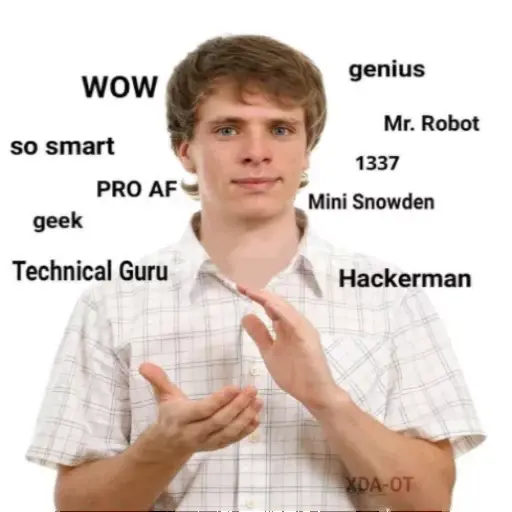 WOW
genius
Mr. Robot
so smart
1337
PRO AF
Mini Snowden
geek
Technical Guru
Hackerman
XDA-OT